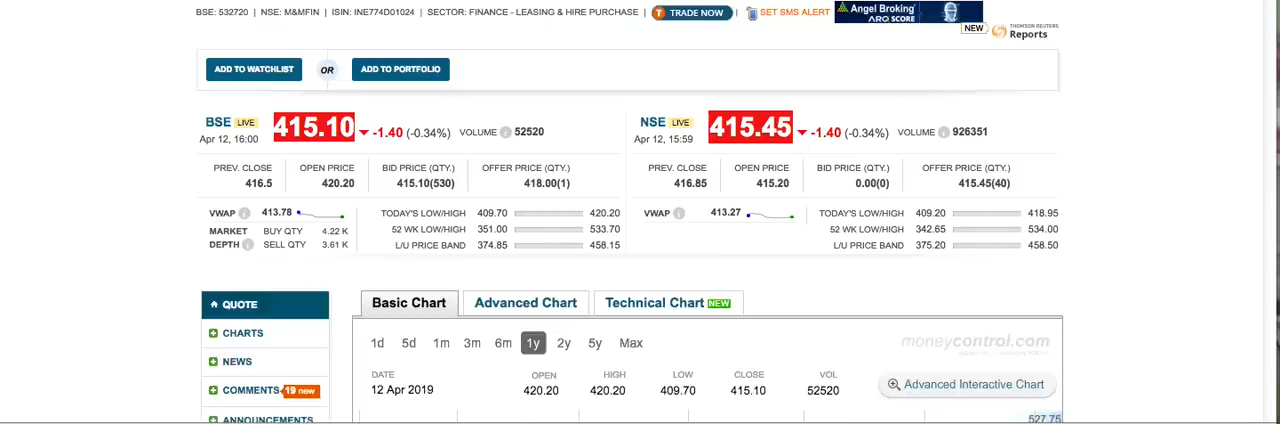 BSE: 532720 | NSE: M&MFIN | ISIN: INE774D01024 | SECTOR: FINANCE - LEASING & HIRE PURCHASE | T TRADE NOW | SET SMS ALERT Angel Broking ARQ SCORE
NEW THOMSON REUTERS
Reports
ADD TO WATCHLIST OR ADD TO PORTFOLIO
BSE LIVE 415.10 -1.40 (-0.34%) VOLUME i 52520
Apr 12, 16:00
NSE LIVE 415.45 -1.40 (-0.34%) VOLUME i 926351
Apr 12, 15:59
PREV. CLOSE OPEN PRICE BID PRICE (QTY.) OFFER PRICE (QTY.)
416.5 420.20 415.10(530) 418.00(1)
PREV. CLOSE OPEN PRICE BID PRICE (QTY.) OFFER PRICE (QTY.)
416.85 415.20 0.00(0) 415.45(40)
VWAP i 413.78
MARKET BUY QTY 4.22 K
DEPTH i SELL QTY 3.61 K
TODAY'S LOW/HIGH 409.70 420.20
52 WK LOW/HIGH 351.00 533.70
L/U PRICE BAND 374.85 458.15
VWAP i 413.27
TODAY'S LOW/HIGH 409.20 418.95
52 WK LOW/HIGH 342.65 534.00
L/U PRICE BAND 375.20 458.50
QUOTE
CHARTS
NEWS
COMMENTS 19 new
ANNOUNCEMENTS
Basic Chart Advanced Chart Technical Chart NEW
1d 5d 1m 3m 6m 1y 2y 5y Max
moneycontrol.com
DATE OPEN HIGH LOW CLOSE VOL
12 Apr 2019 420.20 420.20 409.70 415.10 52520
Advanced Interactive Chart
527.75